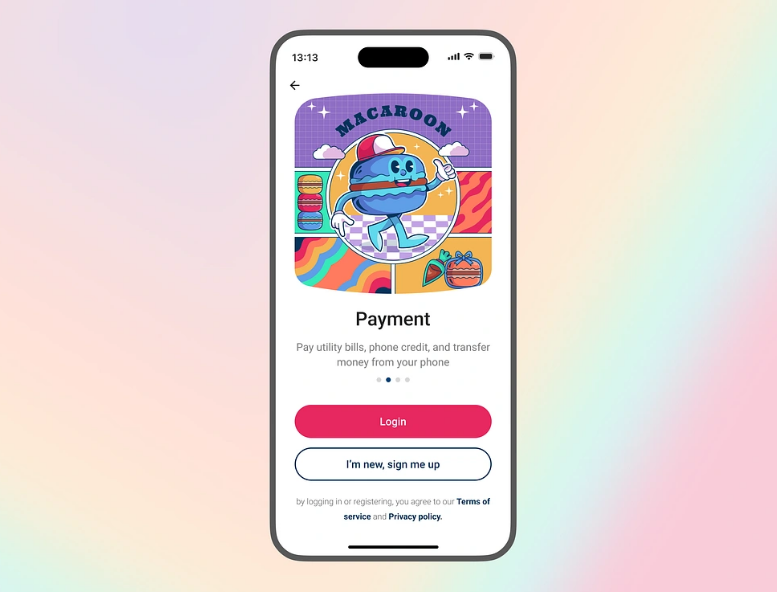 13:13
MACAROON
Payment
Pay utility bills, phone credit, and transfer
money from your phone
Login
I'm new, sign me up
by logging in or registering, you agree to our Terms of
service and Privacy policy.